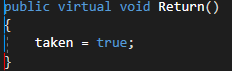 public virtual void Return()
{
    taken = true;
}